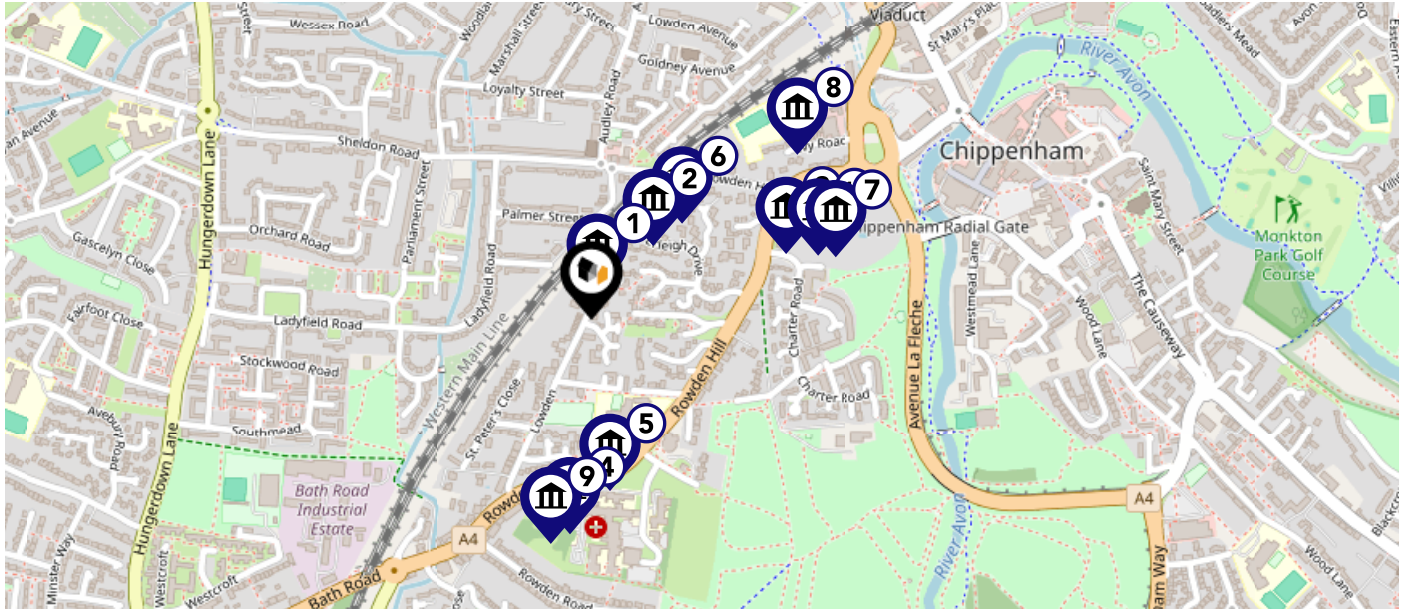 Wessex Road
Lowden Avenue
Viaduct
St Mary's Place
Goldney Avenue
Marshall Street
Loyalty Street
River Avon
Audley Road
Sheldon Road
Hungerdown Lane
Chippenham
8
6
2
7
1
Palmer Street
Parliament Street
Orchard Road
Gascelyn Close
Saint Mary Street
Monkton
Park Golf
Course
Ladyfield Road
Fairfoot Close
Ladyfield Road
Western Main Line
Charter Road
Westmead Lane
Wood Lane
The Causeway
Stockwood Road
Avebury Road
Southmead
St. Peter's Close
Lowden
Rowden Hill
Charter Road
Avenue La Fleche
5
4
9
Bath Road
Industrial
Estate
Hungerdown Lane
A4
A4
River Avon
Minster Way
Westcroft
Westcroft
Bath Road
Rowden Road
Wood Lane